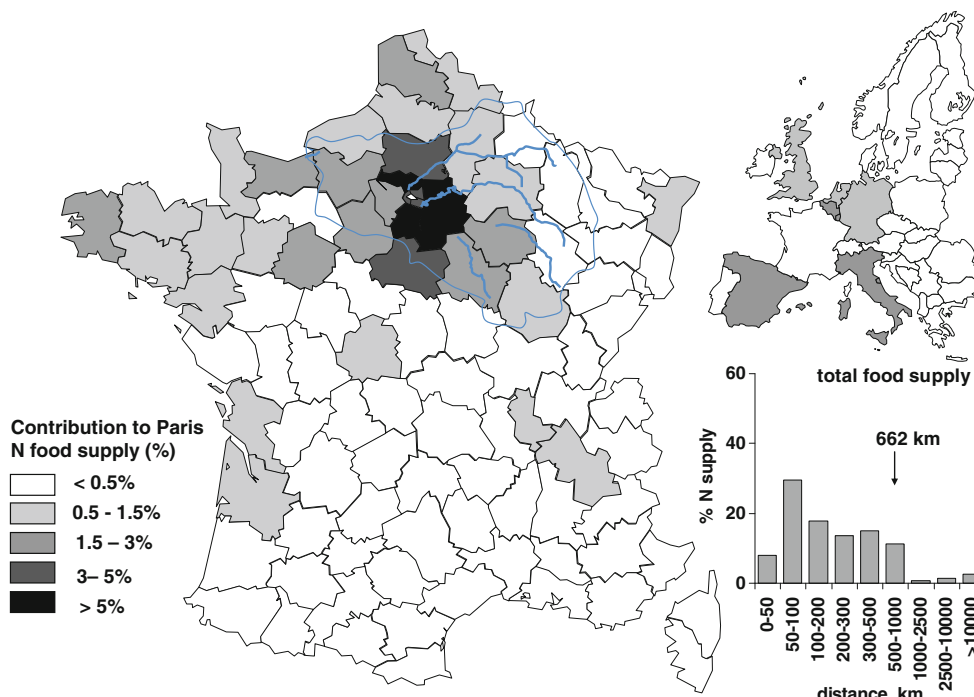 Contribution to Paris
N food supply (%)
< 0.5%
0.5 - 1.5%
1.5 – 3%
3– 5%
> 5%
total food supply
662 km
% N supply
60
40
20
0
0-50
50-100
100-200
200-300
300-500
500-1000
1000-2500
2500-10000
>10000
distance, km